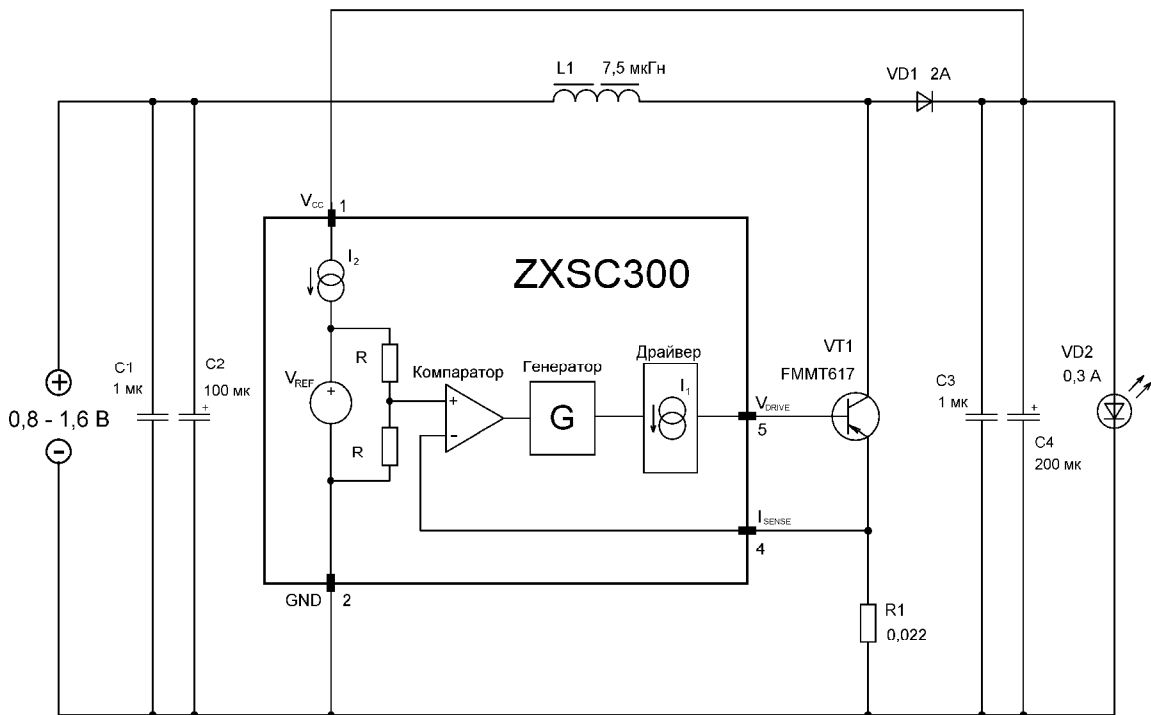 L1 7,5 мкГн
VD1 2A
VCC 1
I2
ZXSC300
R
VREF
+
R
Компаратор
+
-
Генератор
G
Драйвер
I1
VDRIVE
5
VT1
FMMT617
ISENSE
4
GND 2
R1
0,022
C1
1 мк
C2
100 мк
+
+
0,8 - 1,6 В
-
C3
1 мк
+
C4
200 мк
VD2
0,3 А